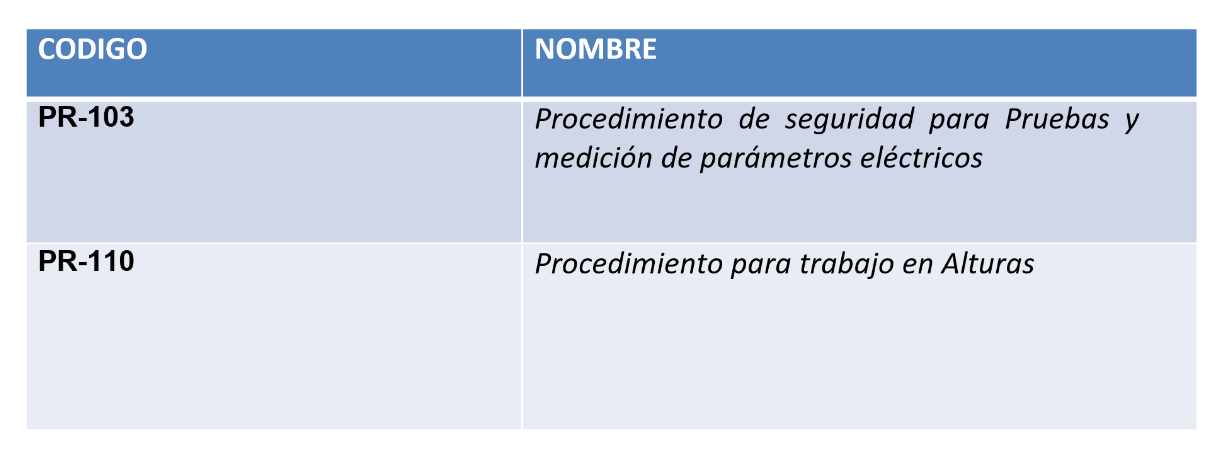 CODIGO NOMBRE
PR-103 Procedimiento de seguridad para Pruebas y
medición de parámetros eléctricos
PR-110 Procedimiento para trabajo en Alturas